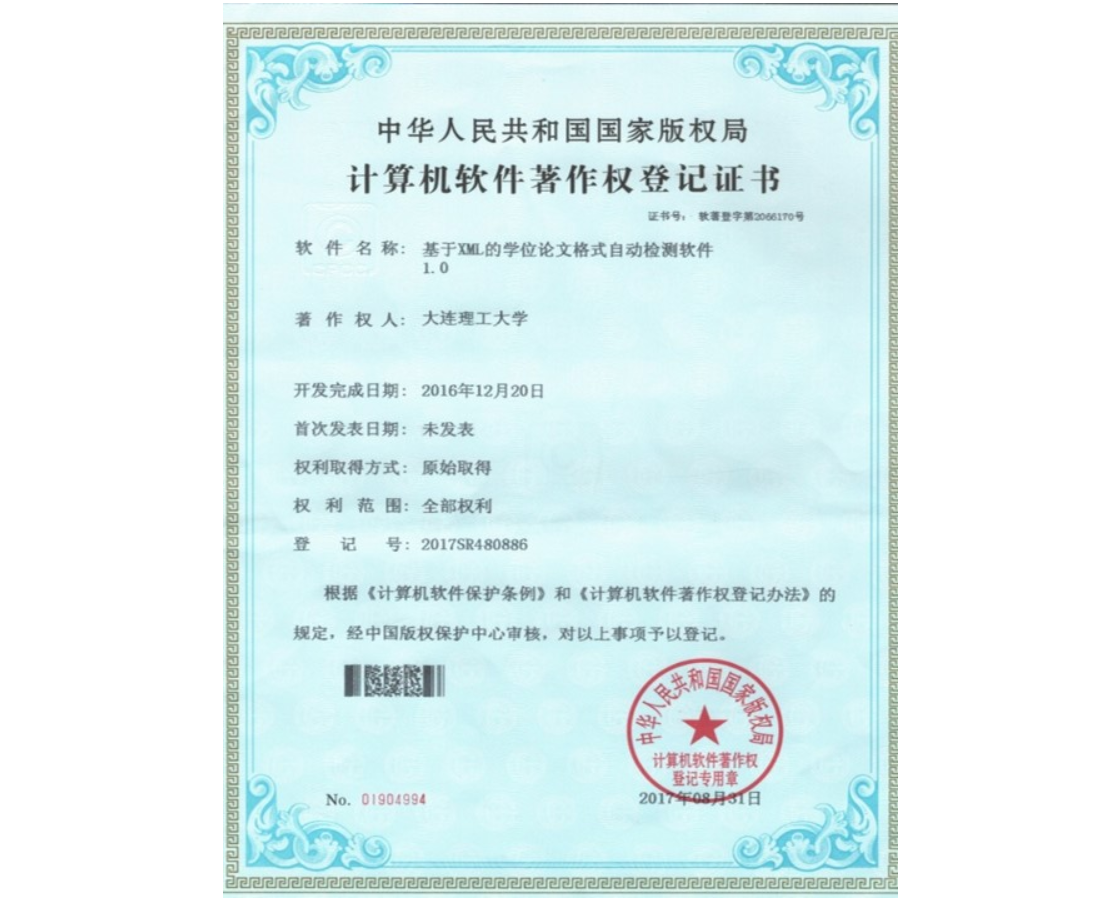 中华人民共和国国家版权局
计算机软件著作权登记证书
证书号： 软著登字第2066170号
软件名称： 基于XML的学位论文格式自动检测软件
1.0
著作权人： 大连理工大学
开发完成日期： 2016年12月20日
首次发表日期： 未发表
权利取得方式： 原始取得
权利范围： 全部权利
登记号： 2017SR480886
根据《计算机软件保护条例》和《计算机软件著作权登记办法》的
规定，经中国版权保护中心审核，对以上事项予以登记。
中华人民共和国国家版权局
计算机软件著作权
登记专用章
No. 01904994
2017年08月31日